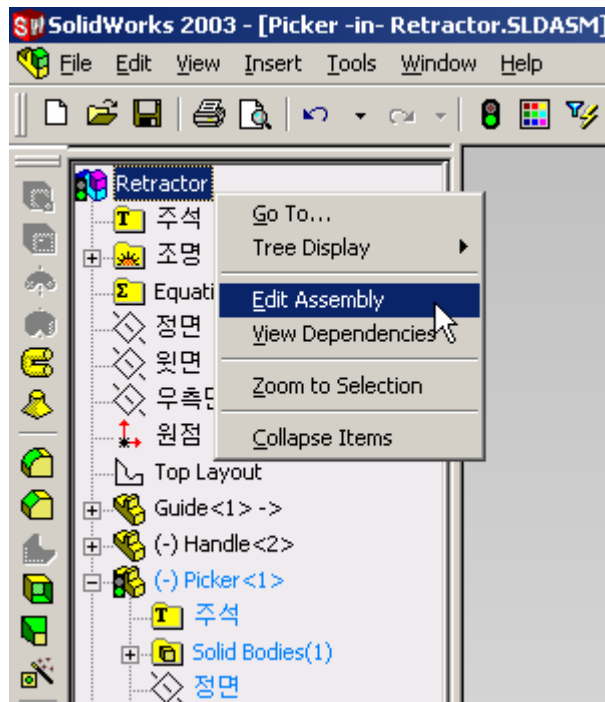 SolidWorks 2003 - [Picker -in- Retractor.SLDASM]
File Edit View Insert Tools Window Help
Retractor
주석
조명
Equati
정면
윗면
우측면
원점
Top Layout
Guide<1> ->
(-) Handle<2>
(-) Picker<1>
주석
Solid Bodies(1)
정면
Go To...
Tree Display
Edit Assembly
View Dependencies
Zoom to Selection
Collapse Items